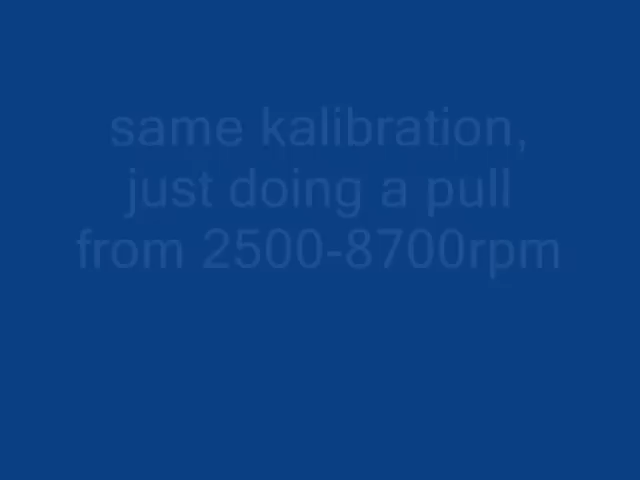 same kalibration,
just doing a pull
from 2500-8700rpm